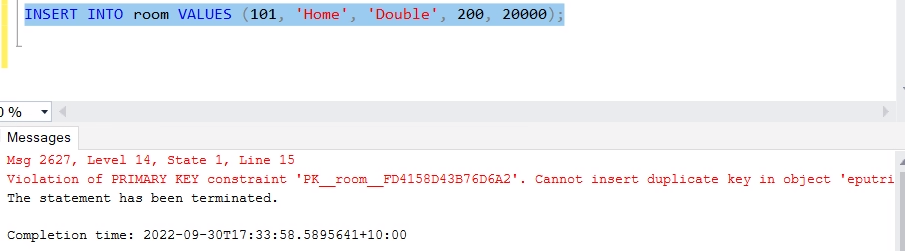 INSERT INTO room VALUES (101, 'Home', 'Double', 200, 20000);
0 %
Messages
Msg 2627, Level 14, State 1, Line 15
Violation of PRIMARY KEY constraint 'PK__room__FD4158D43B76D6A2'. Cannot insert duplicate key in object 'eputri
The statement has been terminated.
Completion time: 2022-09-30T17:33:58.5895641+10:00